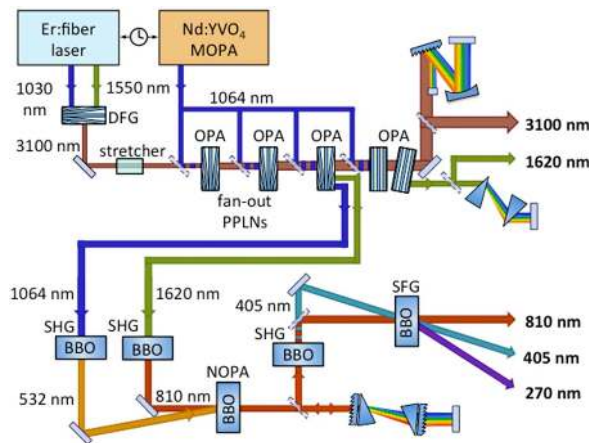 Er:fiber
laser
Nd:YVO₄
MOPA
1030
nm
1550 nm
1064 nm
DFG
3100 nm
stretcher
OPA
OPA
OPA
OPA
3100 nm
1620 nm
fan-out
PPLNs
1064 nm
1620 nm
405 nm
SHG
BBO
SHG
BBO
SHG
BBO
SFG
BBO
810 nm
405 nm
270 nm
532 nm
810 nm
NOPA
BBO